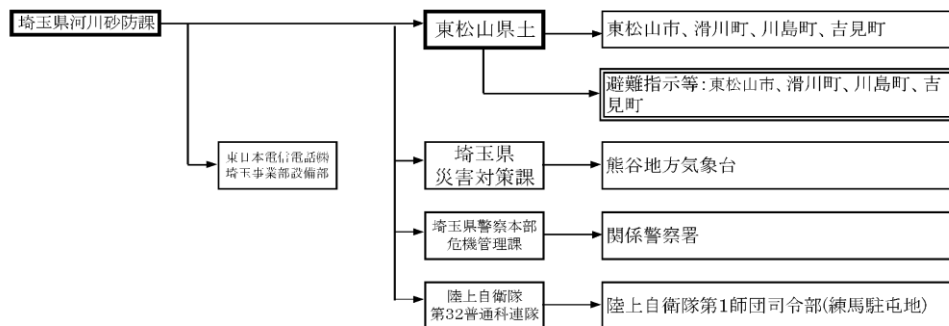 埼玉県河川砂防課
東松山県土
東松山市、滑川町、川島町、吉見町
避難指示等:東松山市、滑川町、川島町、吉
見町
東日本電信電話㈱
埼玉事業部設備部
埼玉県
災害対策課
熊谷地方気象台
埼玉県警察本部
危機管理課
関係警察署
陸上自衛隊
第32普通科連隊
陸上自衛隊第1師団司令部(練馬駐屯地)